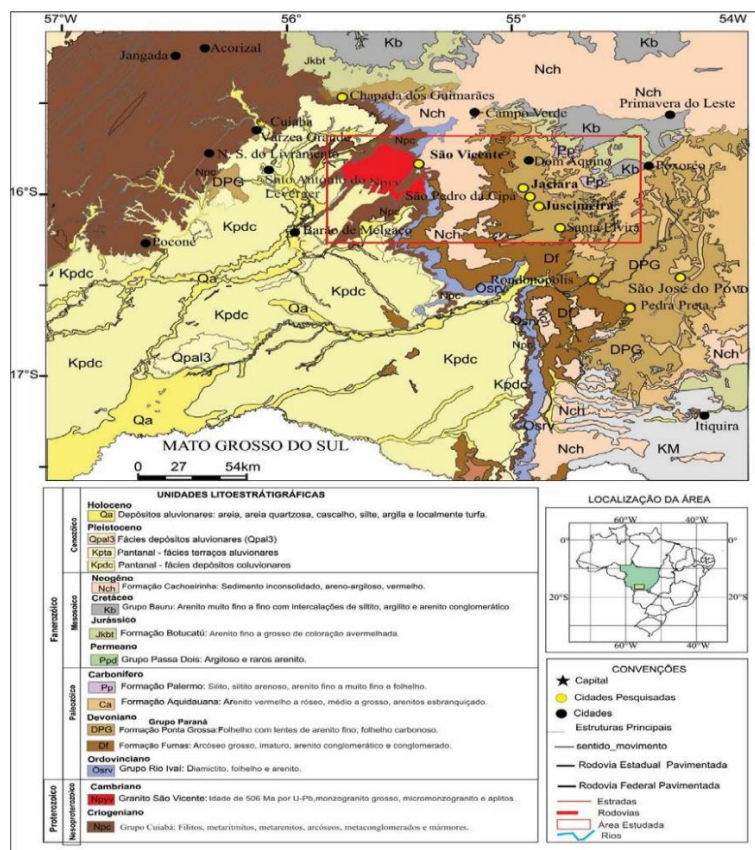 57°W
56°
55°
54°W
Jangada
Acorizal
Jkbt
Kb
Nch
Kb
Nch
Chapada dos Guimarães
Nch
Campo Verde
Primavera do Leste
Cuiabá
Várzea Grande
Npc
São Vicente
Pp
Kb
Dom Aquino
Poxoréo
N. S. do Livramento
Npc
DPG
Santo Antônio do
Leverger
Npγν
Jaciara
Pp
Kb
16°S
São Pedro da Cipa
Juscimeira
Kpdc
Npc
Santa Elvira
Poconé
Barão de Melgaço
Nch
Df
DPG
Kpdc
Qa
Kpdc
Npc
Osrv
Rondonópolis
São José do Povo
Kpdc
Qa
Pedra Preta
Qpal3
Kpdc
Osrv
Npc
Nch
Df
DPG
Nch
17°S
Kpdc
Kpdc
Qa
Nch
Osrv
Itiquira
MATO GROSSO DO SUL
Nch
KM
0 27 54km
UNIDADES LITOESTRÁTIGRÁFICAS
Holoceno
Qa Depósitos aluvionares: areia, areia quartzosa, cascalho, silte, argila e localmente turfa.
Pleistoceno
Qpal3 Fácies depósitos aluvionares (Qpal3)
Kpta Pantanal - fácies terraços aluvionares
Kpdc Pantanal - fácies depósitos coluvionares
Neogêno
Nch Formação Cachoeirinha: Sedimento inconsolidado, areno-argiloso, vermelho.
Cretáceo
Kb Grupo Bauru: Arenito muito fino a fino com Intercalações de siltito, argilito e arenito conglomerático
Jurássico
Jkbt Formação Botucatú: Arenito fino a grosso de coloração avermelhada.
Permeano
Ppd Grupo Passa Dois: Argiloso e raros arenito.
Carbonífero
Pp Formação Palermo: Silito, siltito arenoso, arenito fino a muito fino e folhelho.
Ca Formação Aquidauana: Arenito vermelho a róseo, médio a grosso, arenitos esbranquiçado.
Devoniano
Grupo Paraná
DPG Formação Ponta Grossa:Folhelho com lentes de arenito fino; folhelho carbonoso.
Df Formação Furnas: Arcóseo grosso, imaturo, arenito conglomerático e conglomerado.
Ordovinciano
Osrv Grupo Rio Ivaí: Diamictito, folhelho e arenito.
Cambriano
Npγν Granito São Vicente: Idade de 506 Ma por U-Pb,monzogranito grosso, micromonzogranito e aplitos.
Criogeniano
Npc Grupo Cuiabá: Filitos, metaritmitos, metarenitos, arcóseos, metaconglomerados e mármores.
Fanerozóico
Cenozóico
Mesosoico
Paleozóico
Proterozoico
Nesoproterozoico
LOCALIZAÇÃO DA ÁREA
60°W 40°W
0°
20°S
0°
20°S
60°W 40°W
CONVENÇÕES
Capital
Cidades Pesquisadas
Cidades
Estruturas Principais
sentido_movimento
Rodovia Estadual Pavimentada
Rodovia Federal Pavimentada
Estradas
Rodovias
Área Estudada
Rios